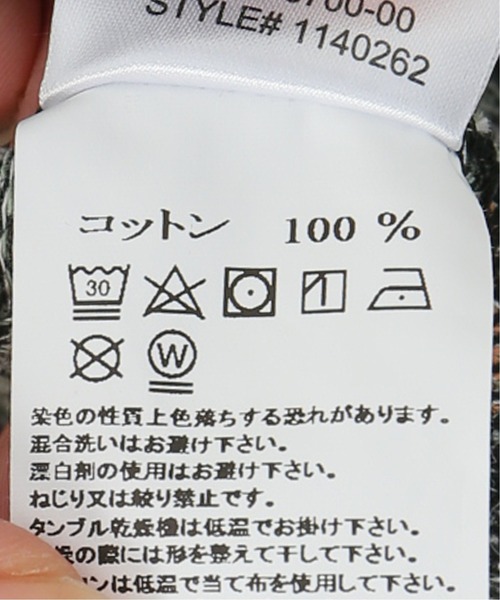 00-00
STYLE# 1140262
コットン 100 %
30
W
染色の性質上色落ちする恐れがあります。
混合洗いはお避け下さい。
漂白剤の使用はお避け下さい。
ねじり又は絞り禁止です。
タンブル乾燥機は低温でお掛け下さい。
の際には形を整えて干して下さい。
ンは低温で当て布を使用して下さい。